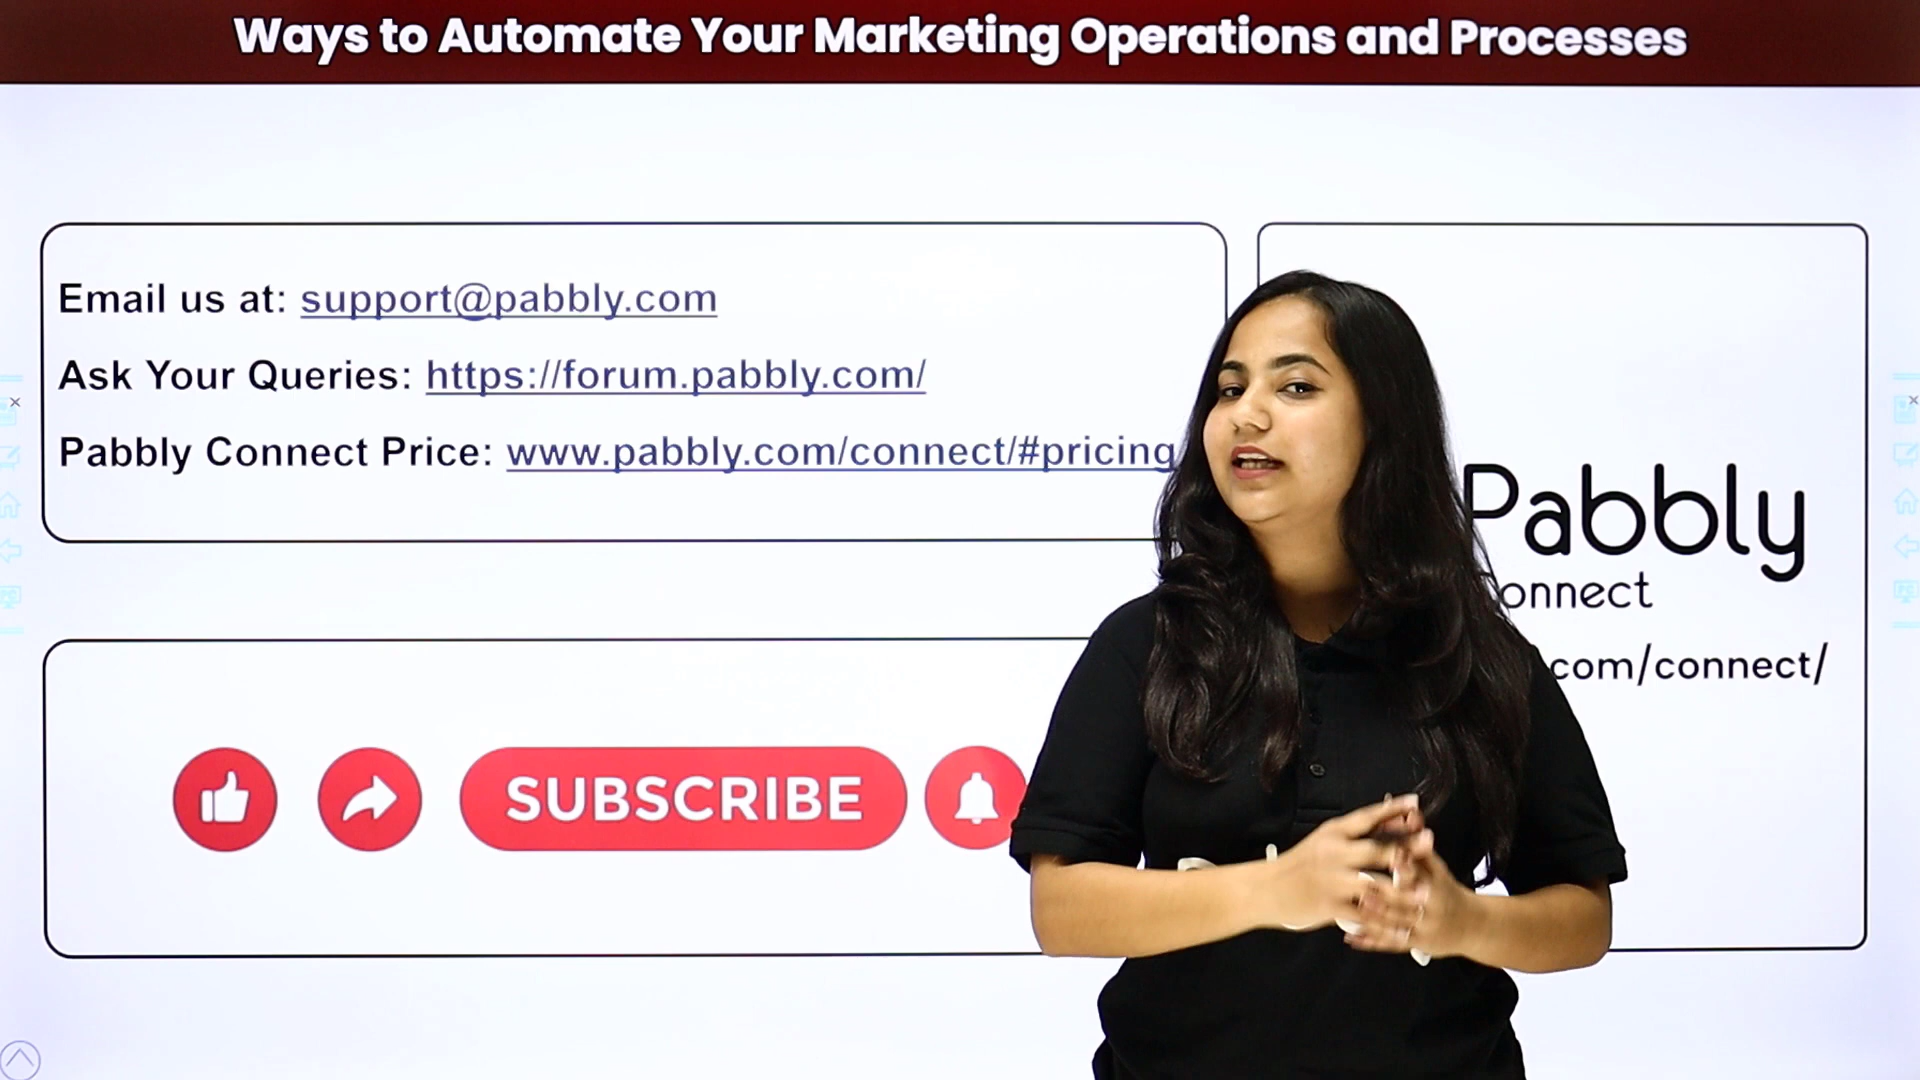 Ways to Automate Your Marketing Operations and Processes
Email us at: support@pabbly.com
Ask Your Queries: https://forum.pabbly.com/
Pabbly Connect Price: www.pabbly.com/connect/#pricing
Pabbly
onnect
com/connect/
SUBSCRIBE